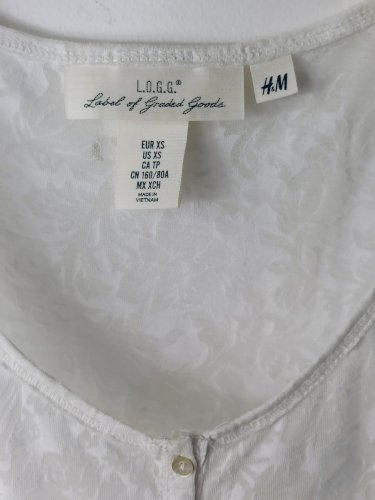 L.O.G.G.®
Label of Graded Goods
H&M
EUR XS
US XS
CA TP
CN 160/80A
MX XCH
MADE IN
VIETNAM